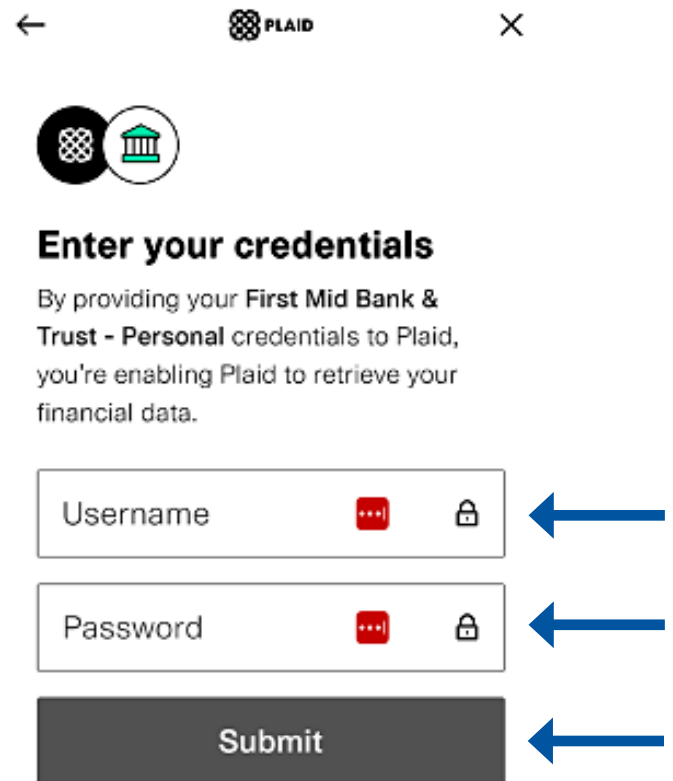 PLAID
Enter your credentials
By providing your First Mid Bank &
Trust - Personal credentials to Plaid,
you're enabling Plaid to retrieve your
financial data.
Username
Password
Submit